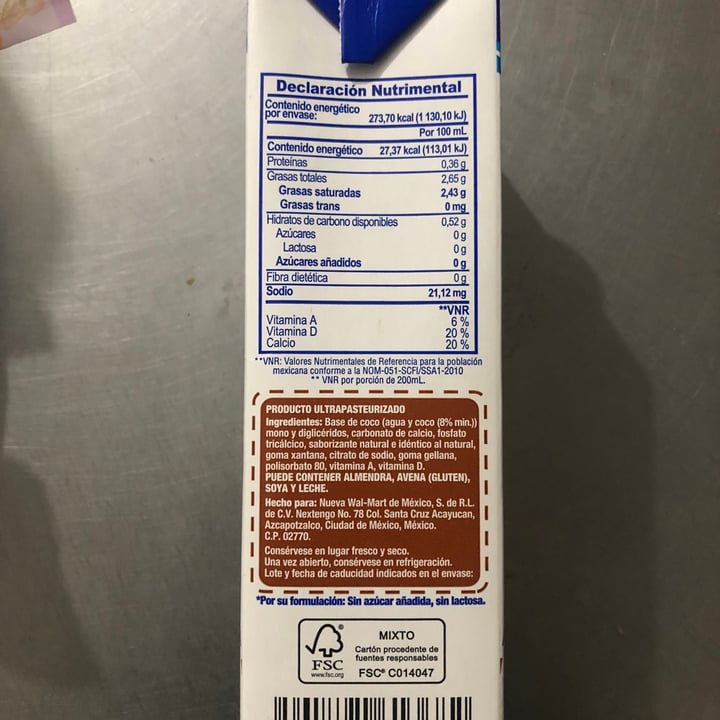 Declaración Nutrimental
Contenido energético
por envase: 273,70 kcal (1 130,10 kJ)
Por 100 mL
Contenido energético 27,37 kcal (113,01 kJ)
Proteínas 0,36 g
Grasas totales 2,65 g
Grasas saturadas 2,43 g
Grasas trans 0 mg
Hidratos de carbono disponibles 0,52 g
Azúcares 0 g
Lactosa 0 g
Azúcares añadidos 0 g
Fibra dietética 0 g
Sodio 21,12 mg
**VNR
Vitamina A 6 %
Vitamina D 20 %
Calcio 20 %
**VNR: Valores Nutrimentales de Referencia para la población
mexicana conforme a la NOM-051-SCFI/SSA1-2010
** VNR por porción de 200mL.
PRODUCTO ULTRAPASTEURIZADO
Ingredientes: Base de coco (agua y coco (8% min.))
mono y diglicéridos, carbonato de calcio, fosfato
tricálcico, saborizante natural e idéntico al natural,
goma xantana, citrato de sodio, goma gellana,
polisorbato 80, vitamina A, vitamina D.
PUEDE CONTENER ALMENDRA, AVENA (GLUTEN),
SOYA Y LECHE.
Hecho para: Nueva Wal-Mart de México, S. de R.L.
de C.V. Nextengo No. 78 Col. Santa Cruz Acayucan,
Azcapotzalco, Ciudad de México, México.
C.P. 02770.
Consérvese en lugar fresco y seco.
Una vez abierto, consérvese en refrigeración.
Lote y fecha de caducidad indicados en el envase:
*Por su formulación: Sin azúcar añadida, sin lactosa.
FSC
www.fsc.org
MIXTO
Cartón procedente de
fuentes responsables
FSC® C014047